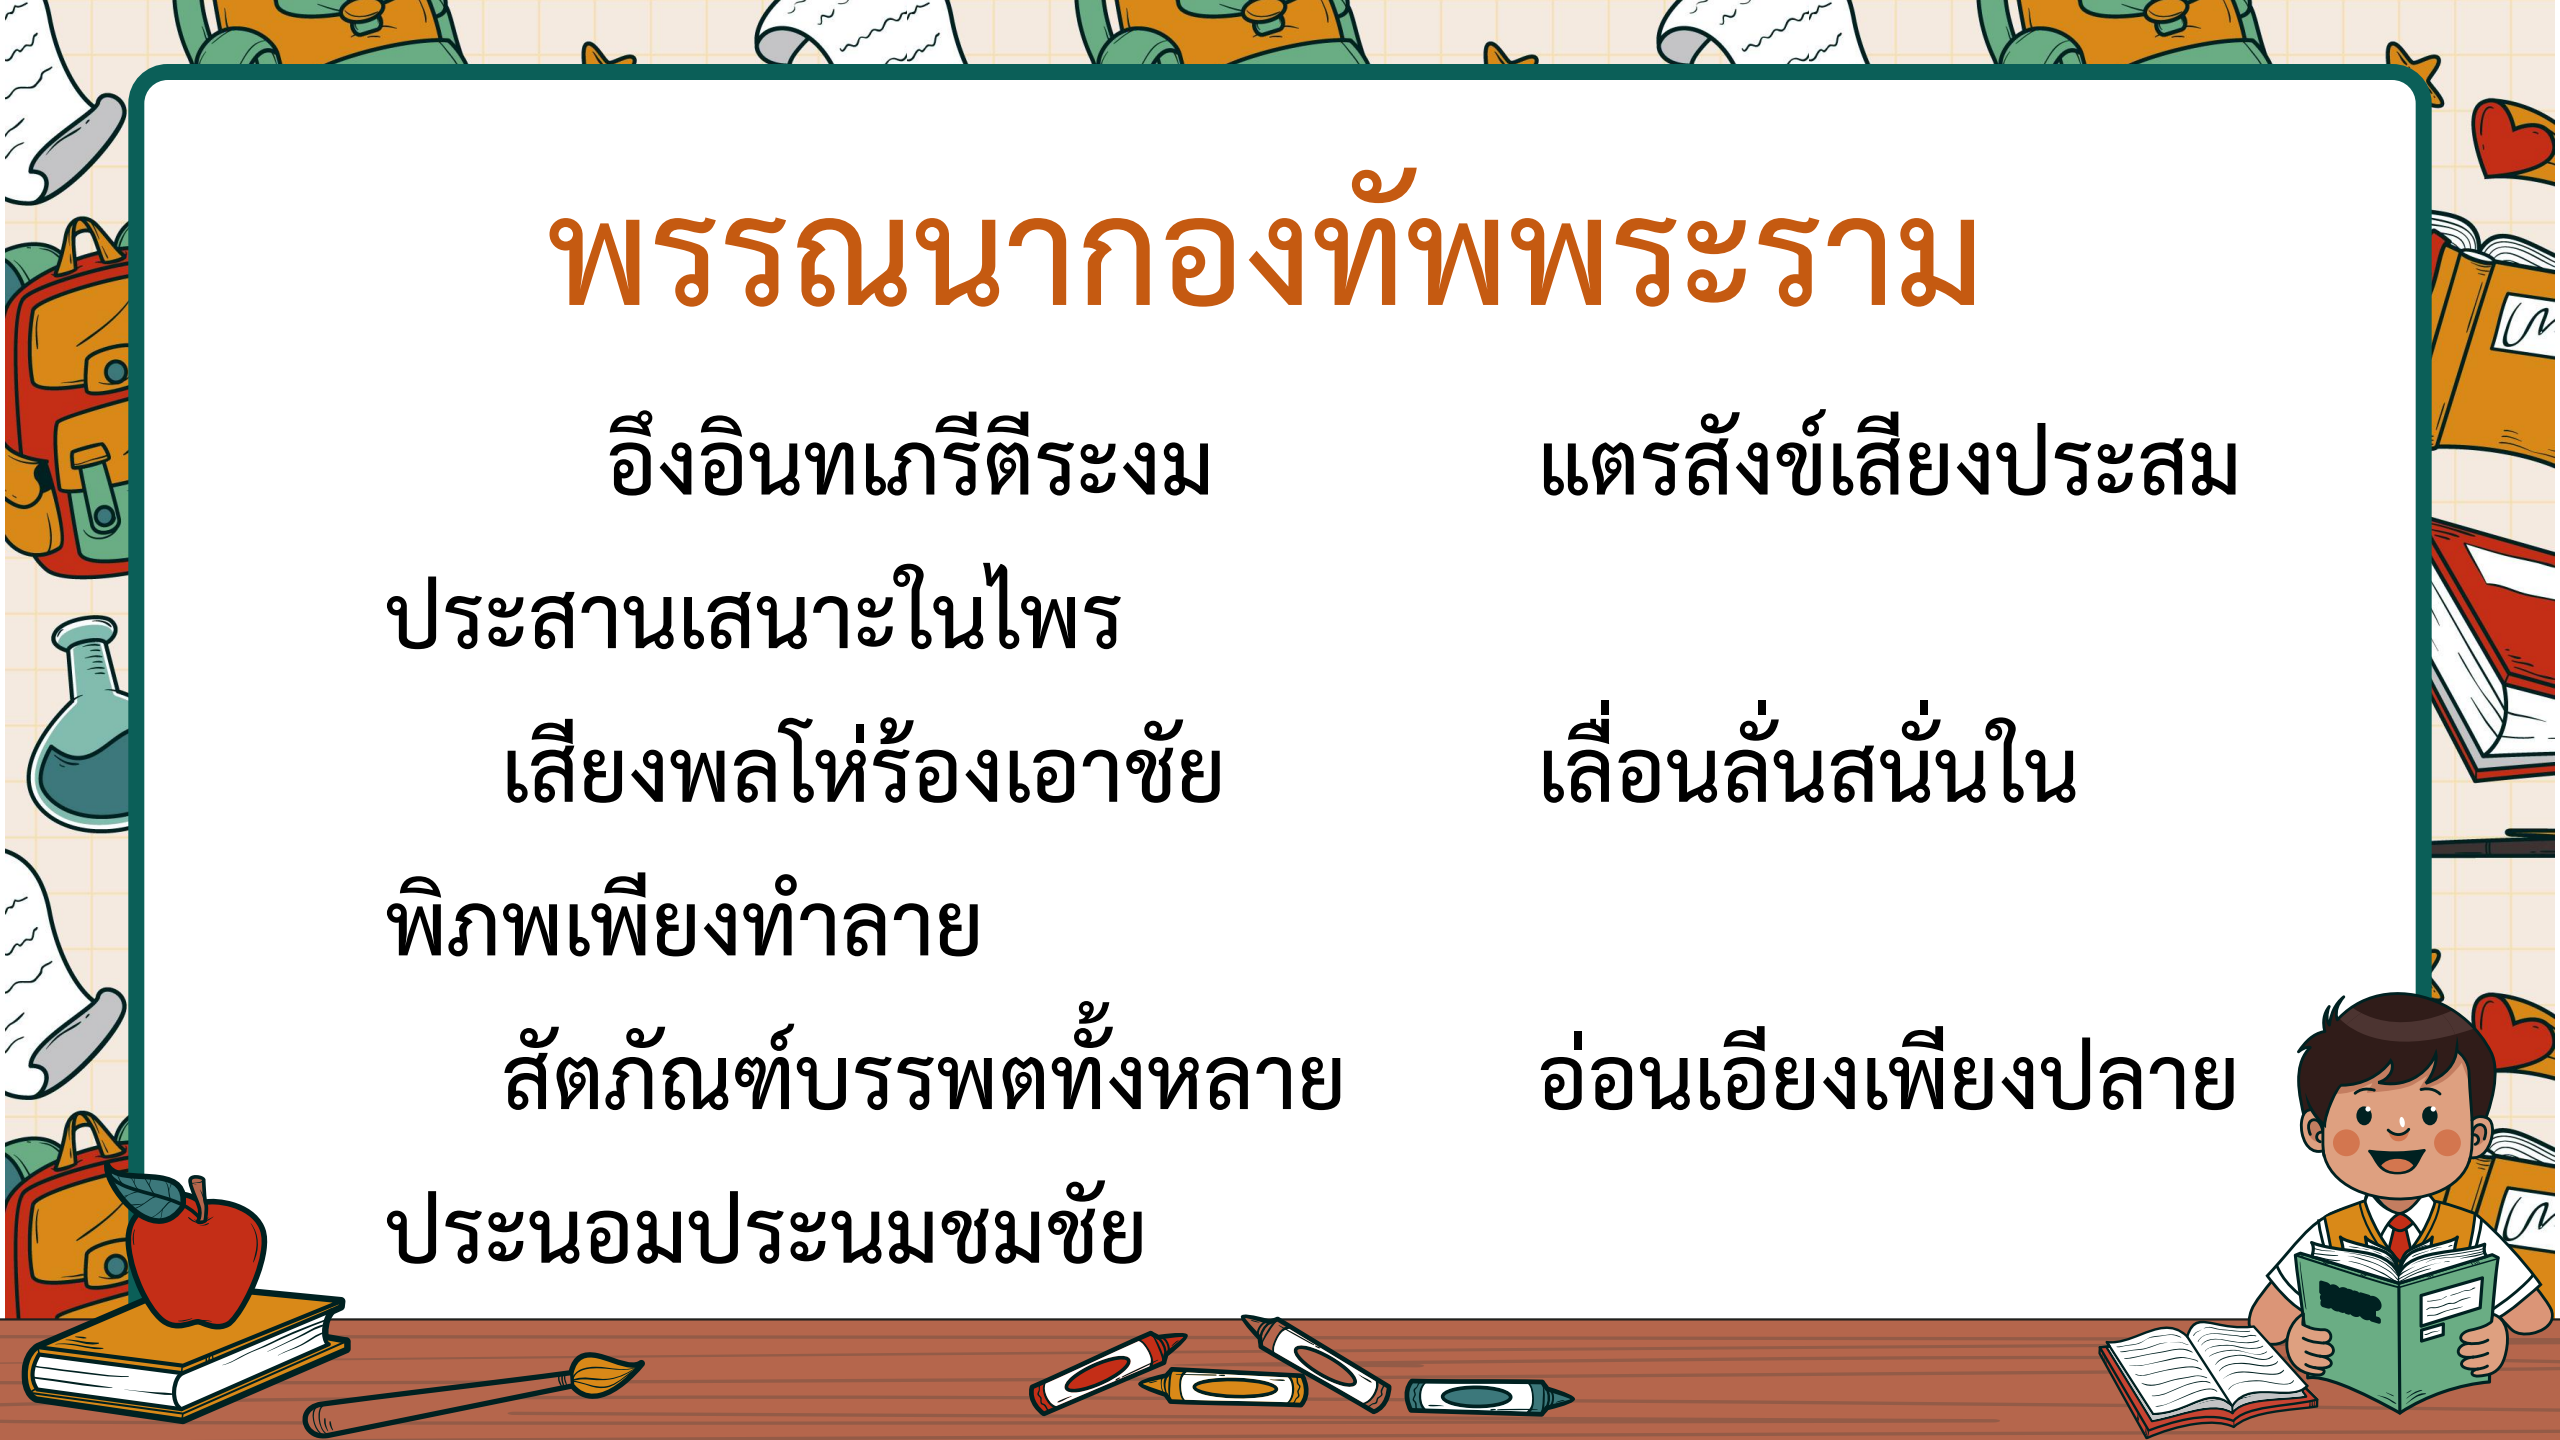 พรรณนากองทัพพระราม
อึงอินทเภรีตีระงม แตรสังข์เสียงประสม
ประสานเสนาะในไพร
เสียงพลโห่ร้องเอาชัย เลื่อนลั่นสนั่นใน
พิภพเพียงทำลาย
สัตภัณฑ์บรรพตทั้งหลาย อ่อนเอียงเพียงปลาย
ประนอมประนมชมชัย